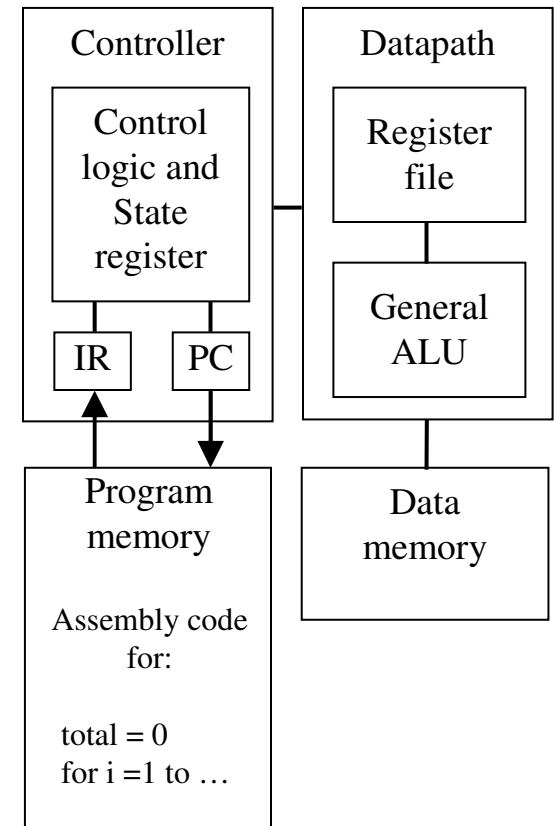 Controller
Control
logic and
State
register
IR
PC
Datapath
Register
file
General
ALU
Program
memory
Assembly code
for:
total = 0
for i =1 to …
Data
memory